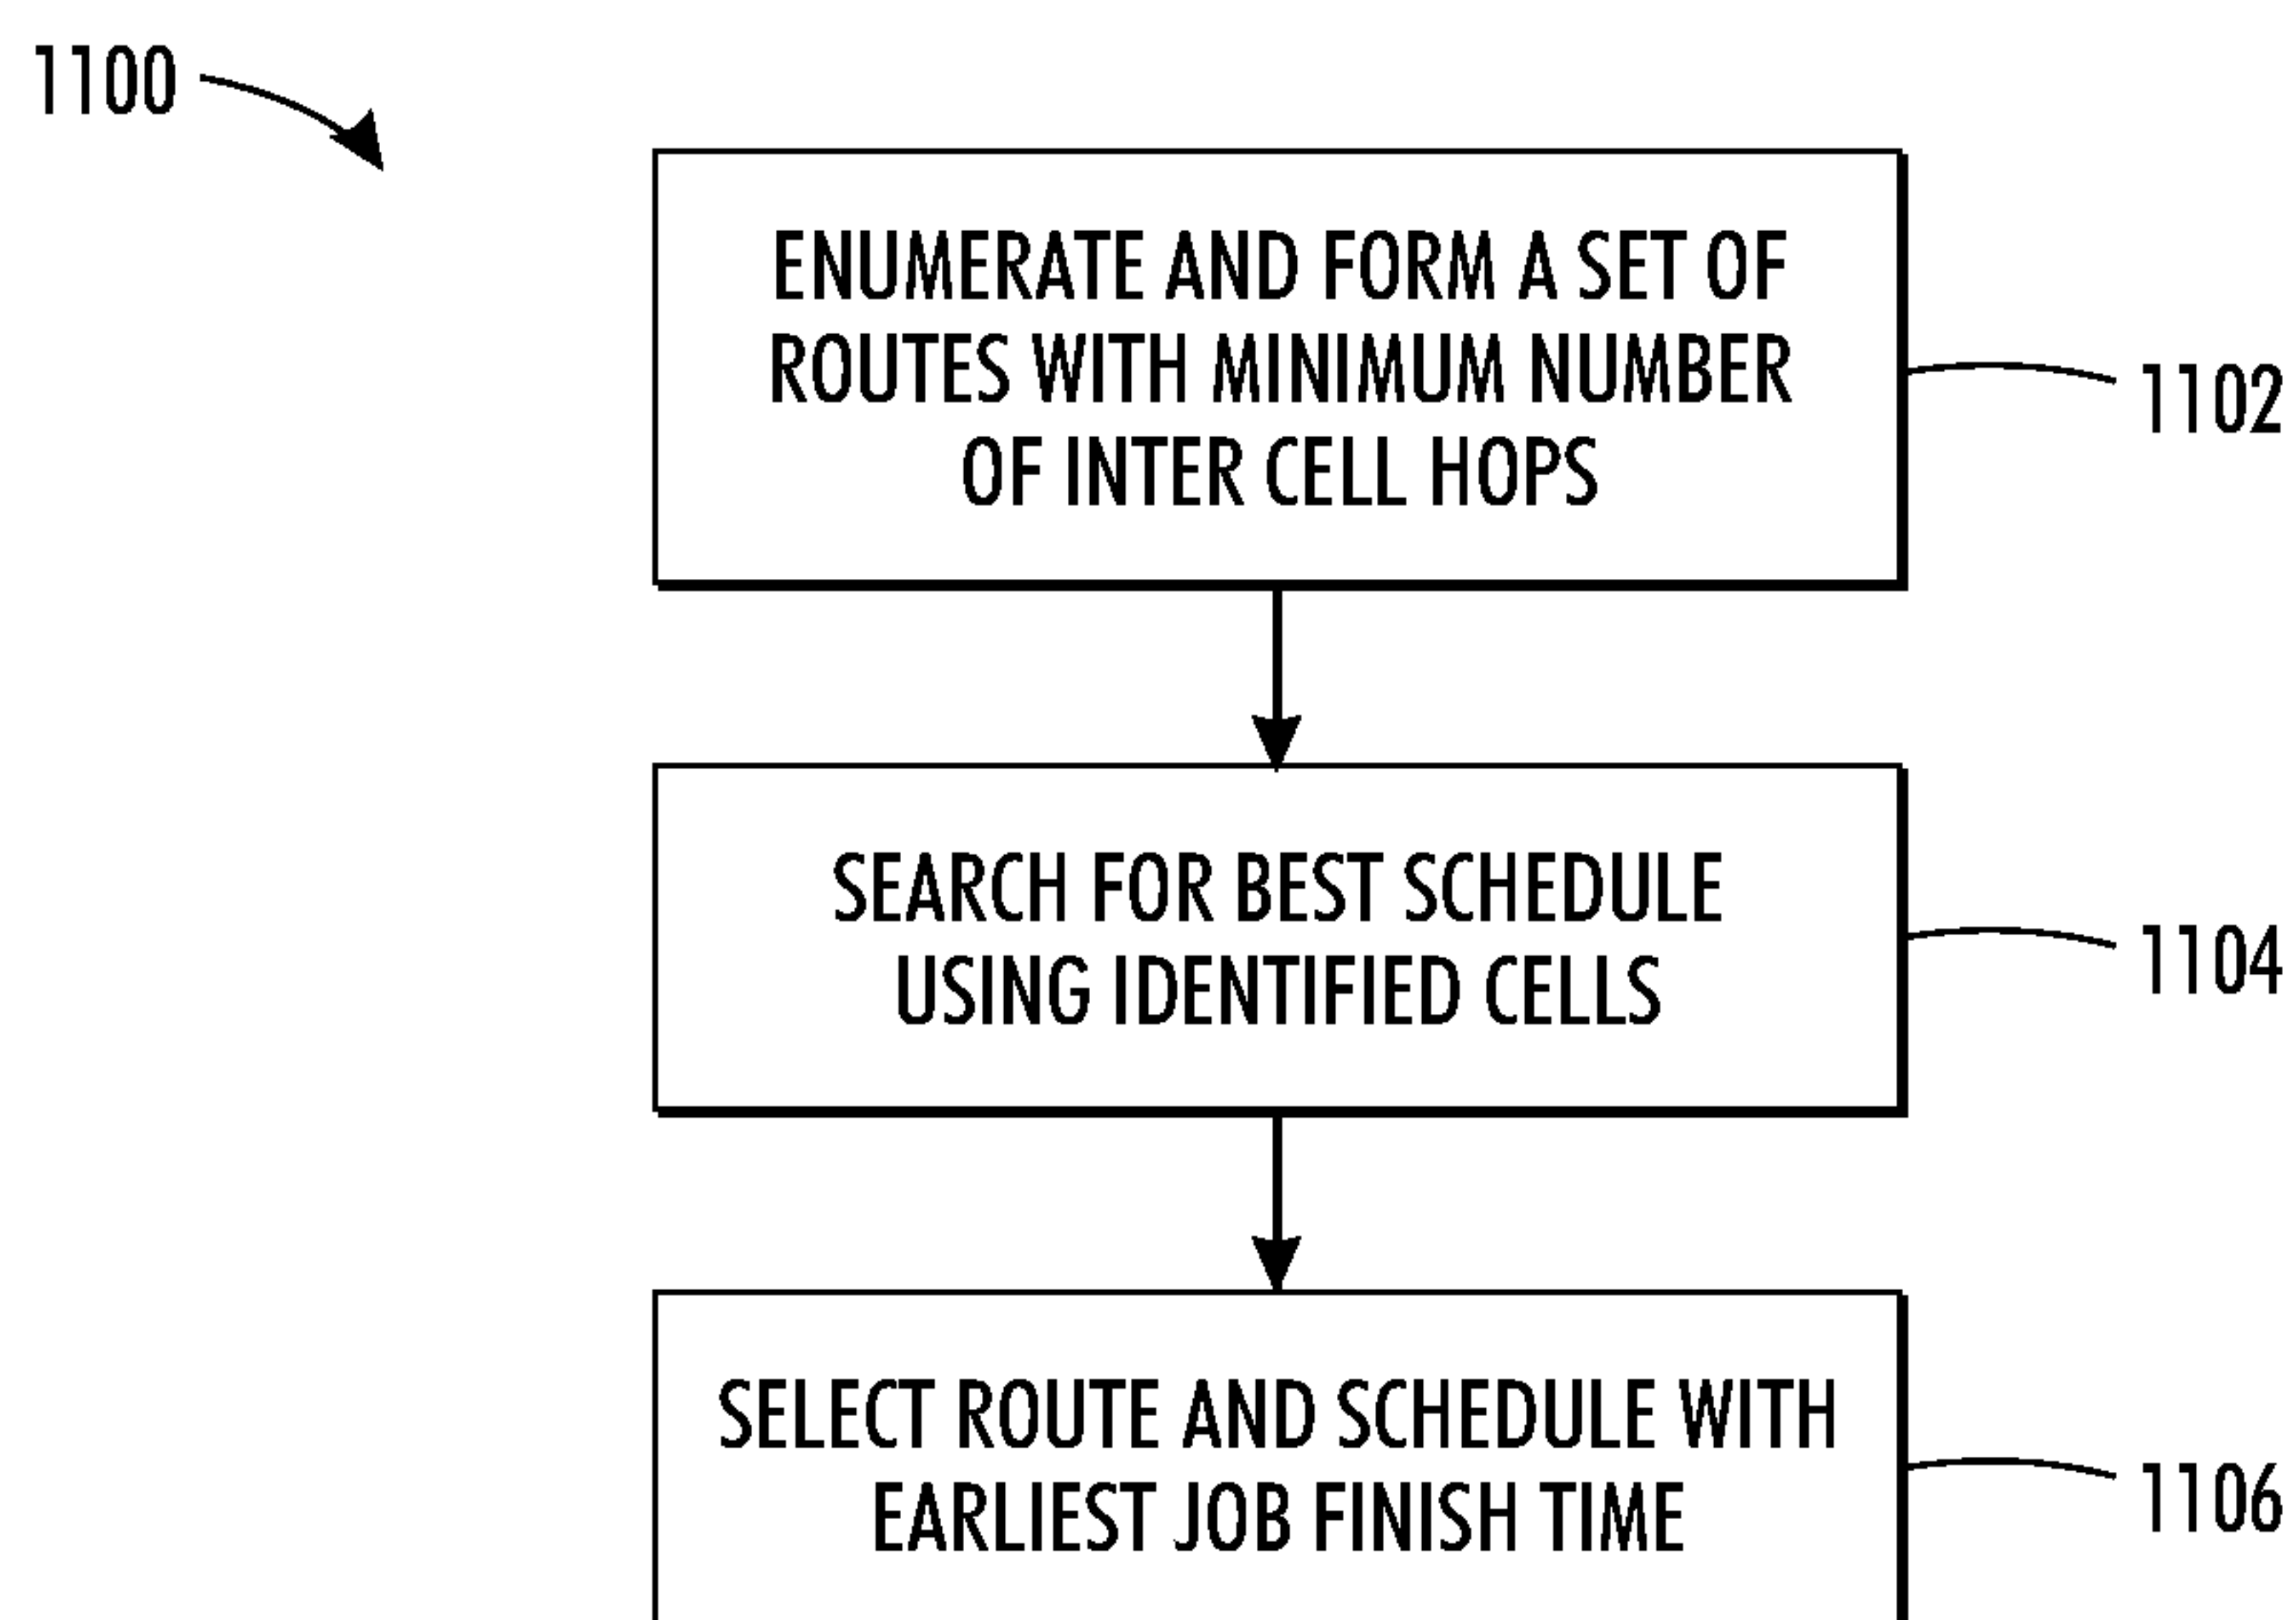 1100
ENUMERATE AND FORM A SET OF
ROUTES WITH MINIMUM NUMBER
OF INTER CELL HOPS
1102
SEARCH FOR BEST SCHEDULE
USING IDENTIFIED CELLS
1104
SELECT ROUTE AND SCHEDULE WITH
EARLIEST JOB FINISH TIME
1106